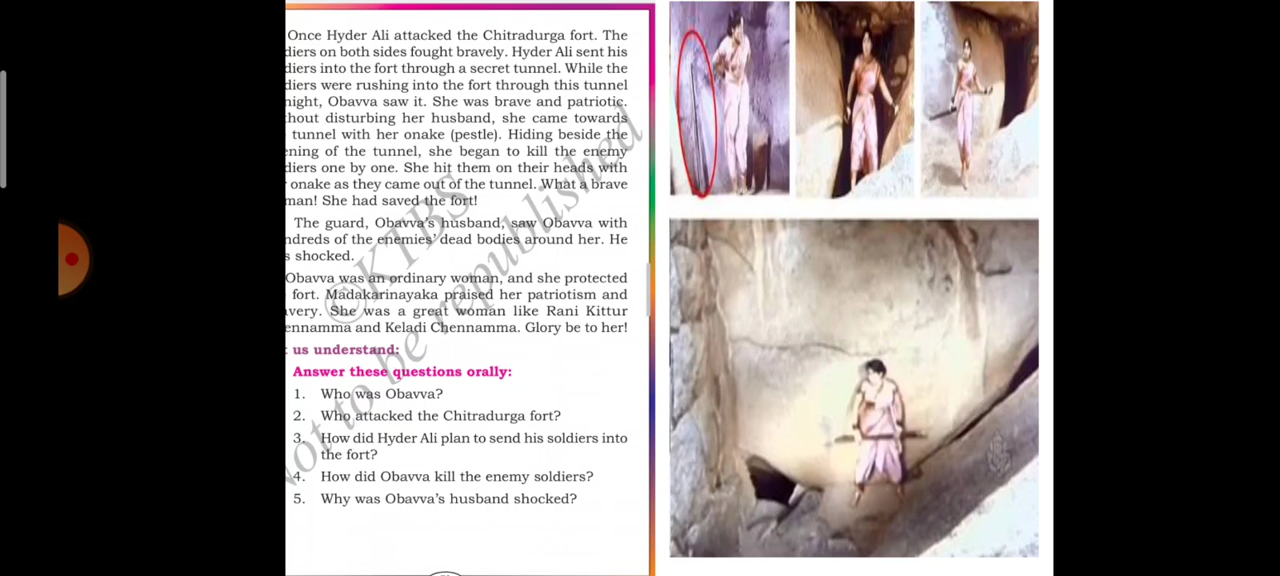 Once Hyder Ali attacked the Chitradurga fort. The
diers on both sides fought bravely. Hyder Ali sent his
diers into the fort through a secret tunnel. While the
diers were rushing into the fort through this tunnel
night, Obavva saw it. She was brave and patriotic.
hout disturbing her husband, she came towards
tunnel with her onake (pestle). Hiding beside the
ening of the tunnel, she began to kill the enemy
diers one by one. She hit them on their heads with
onake as they came out of the tunnel. What a brave
man! She had saved the fort!
The guard, Obavva's husband, saw Obavva with
ndreds of the enemies' dead bodies around her. He
s shocked.
Obavva was an ordinary woman, and she protected
fort. Madakarinayaka praised her patriotism and
avery. She was a great woman like Rani Kittur
ennamma and Keladi Chennamma. Glory be to her!
t us understand:
Answer these questions orally:
1. Who was Obavva?
2. Who attacked the Chitradurga fort?
3. How did Hyder Ali plan to send his soldiers into
the fort?
4. How did Obavva kill the enemy soldiers?
5. Why was Obavva's husband shocked?
©KTBS
Not to be republished